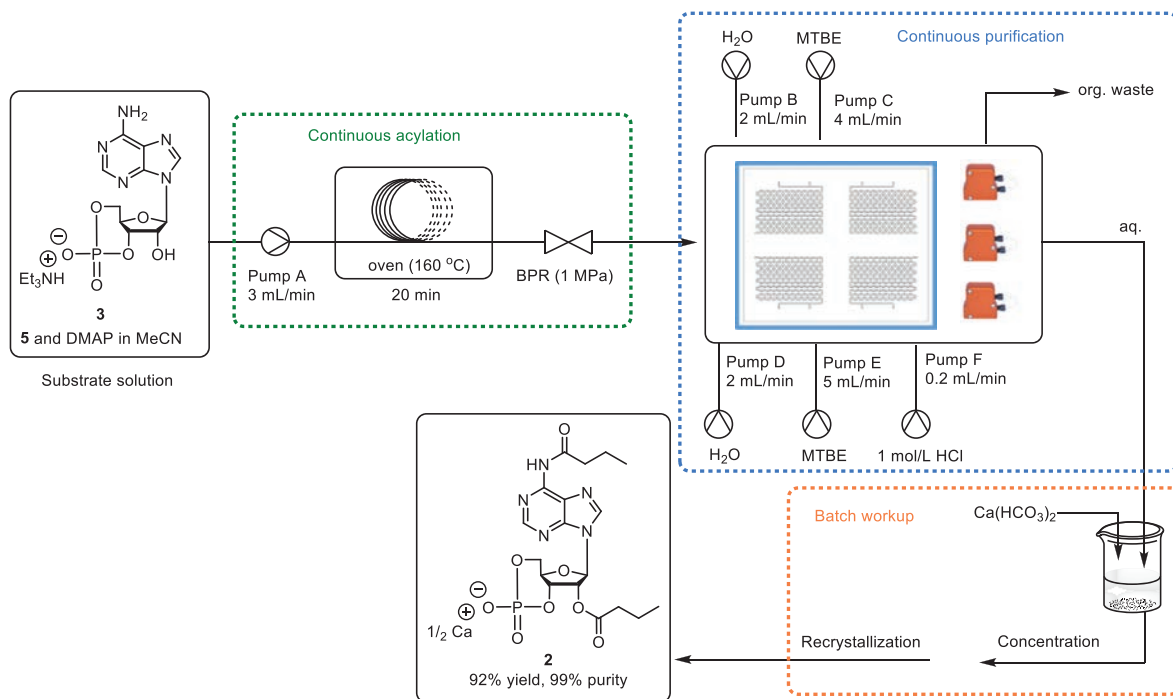 H2O
MTBE
Continuous purification
Pump B
2 mL/min
Pump C
4 mL/min
org. waste
NH2
N
N
N
N
O
O
O
P
O
O
OH
⊖
⊕
Et3NH
3
5 and DMAP in MeCN
Substrate solution
Continuous acylation
Pump A
3 mL/min
oven (160 °C)
20 min
BPR (1 MPa)
aq.
Pump D
2 mL/min
Pump E
5 mL/min
Pump F
0.2 mL/min
H2O
MTBE
1 mol/L HCl
Batch workup
Ca(HCO3)2
Concentration
Recrystallization
O
HN
N
N
N
N
O
O
O
P
O
O
O
O
⊖
⊕
1/2 Ca
2
92% yield, 99% purity